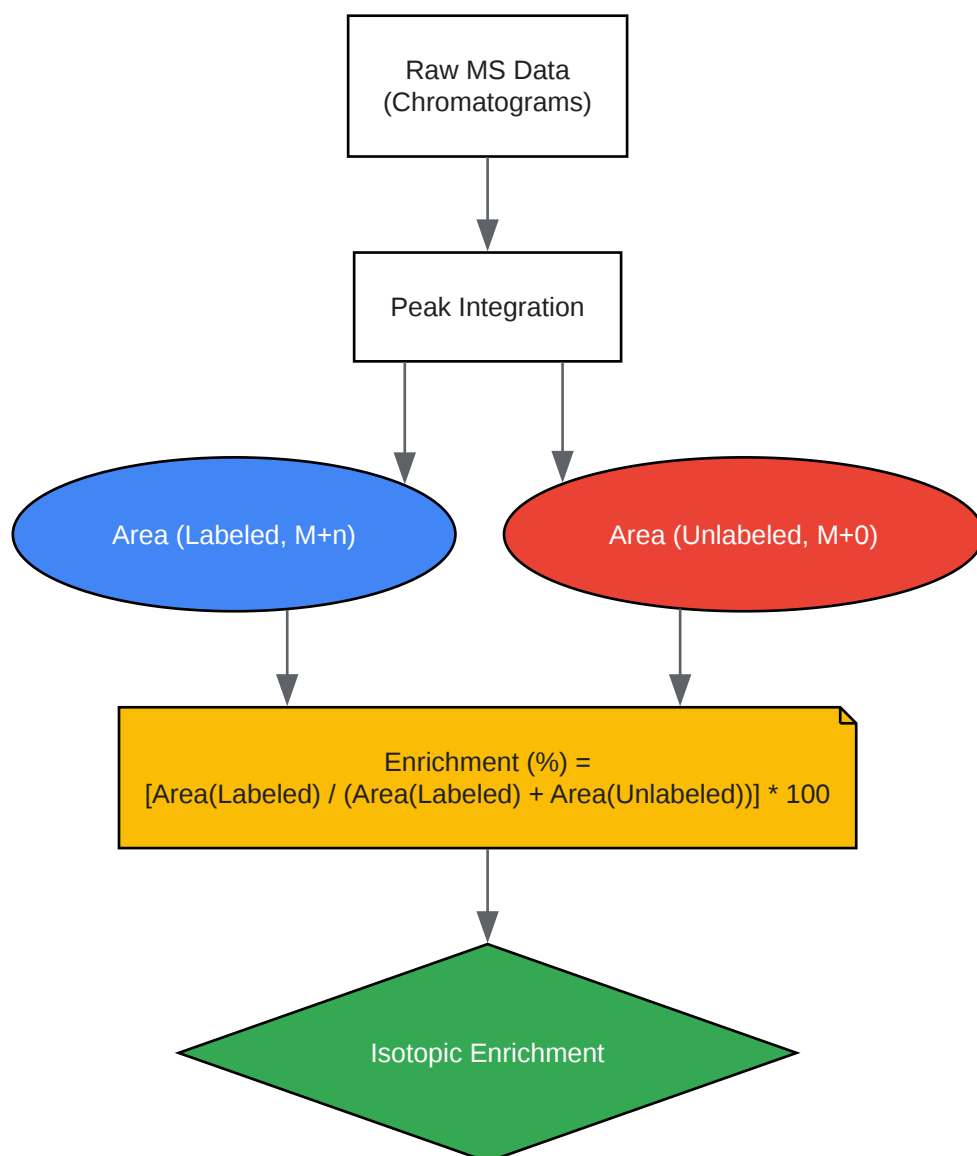 Raw MS Data
(Chromatograms)
Peak Integration
Area (Labeled, M+n)
Area (Unlabeled, M+0)
Enrichment (%) =
[Area(Labeled) / (Area(Labeled) + Area(Unlabeled))] * 100
Isotopic Enrichment